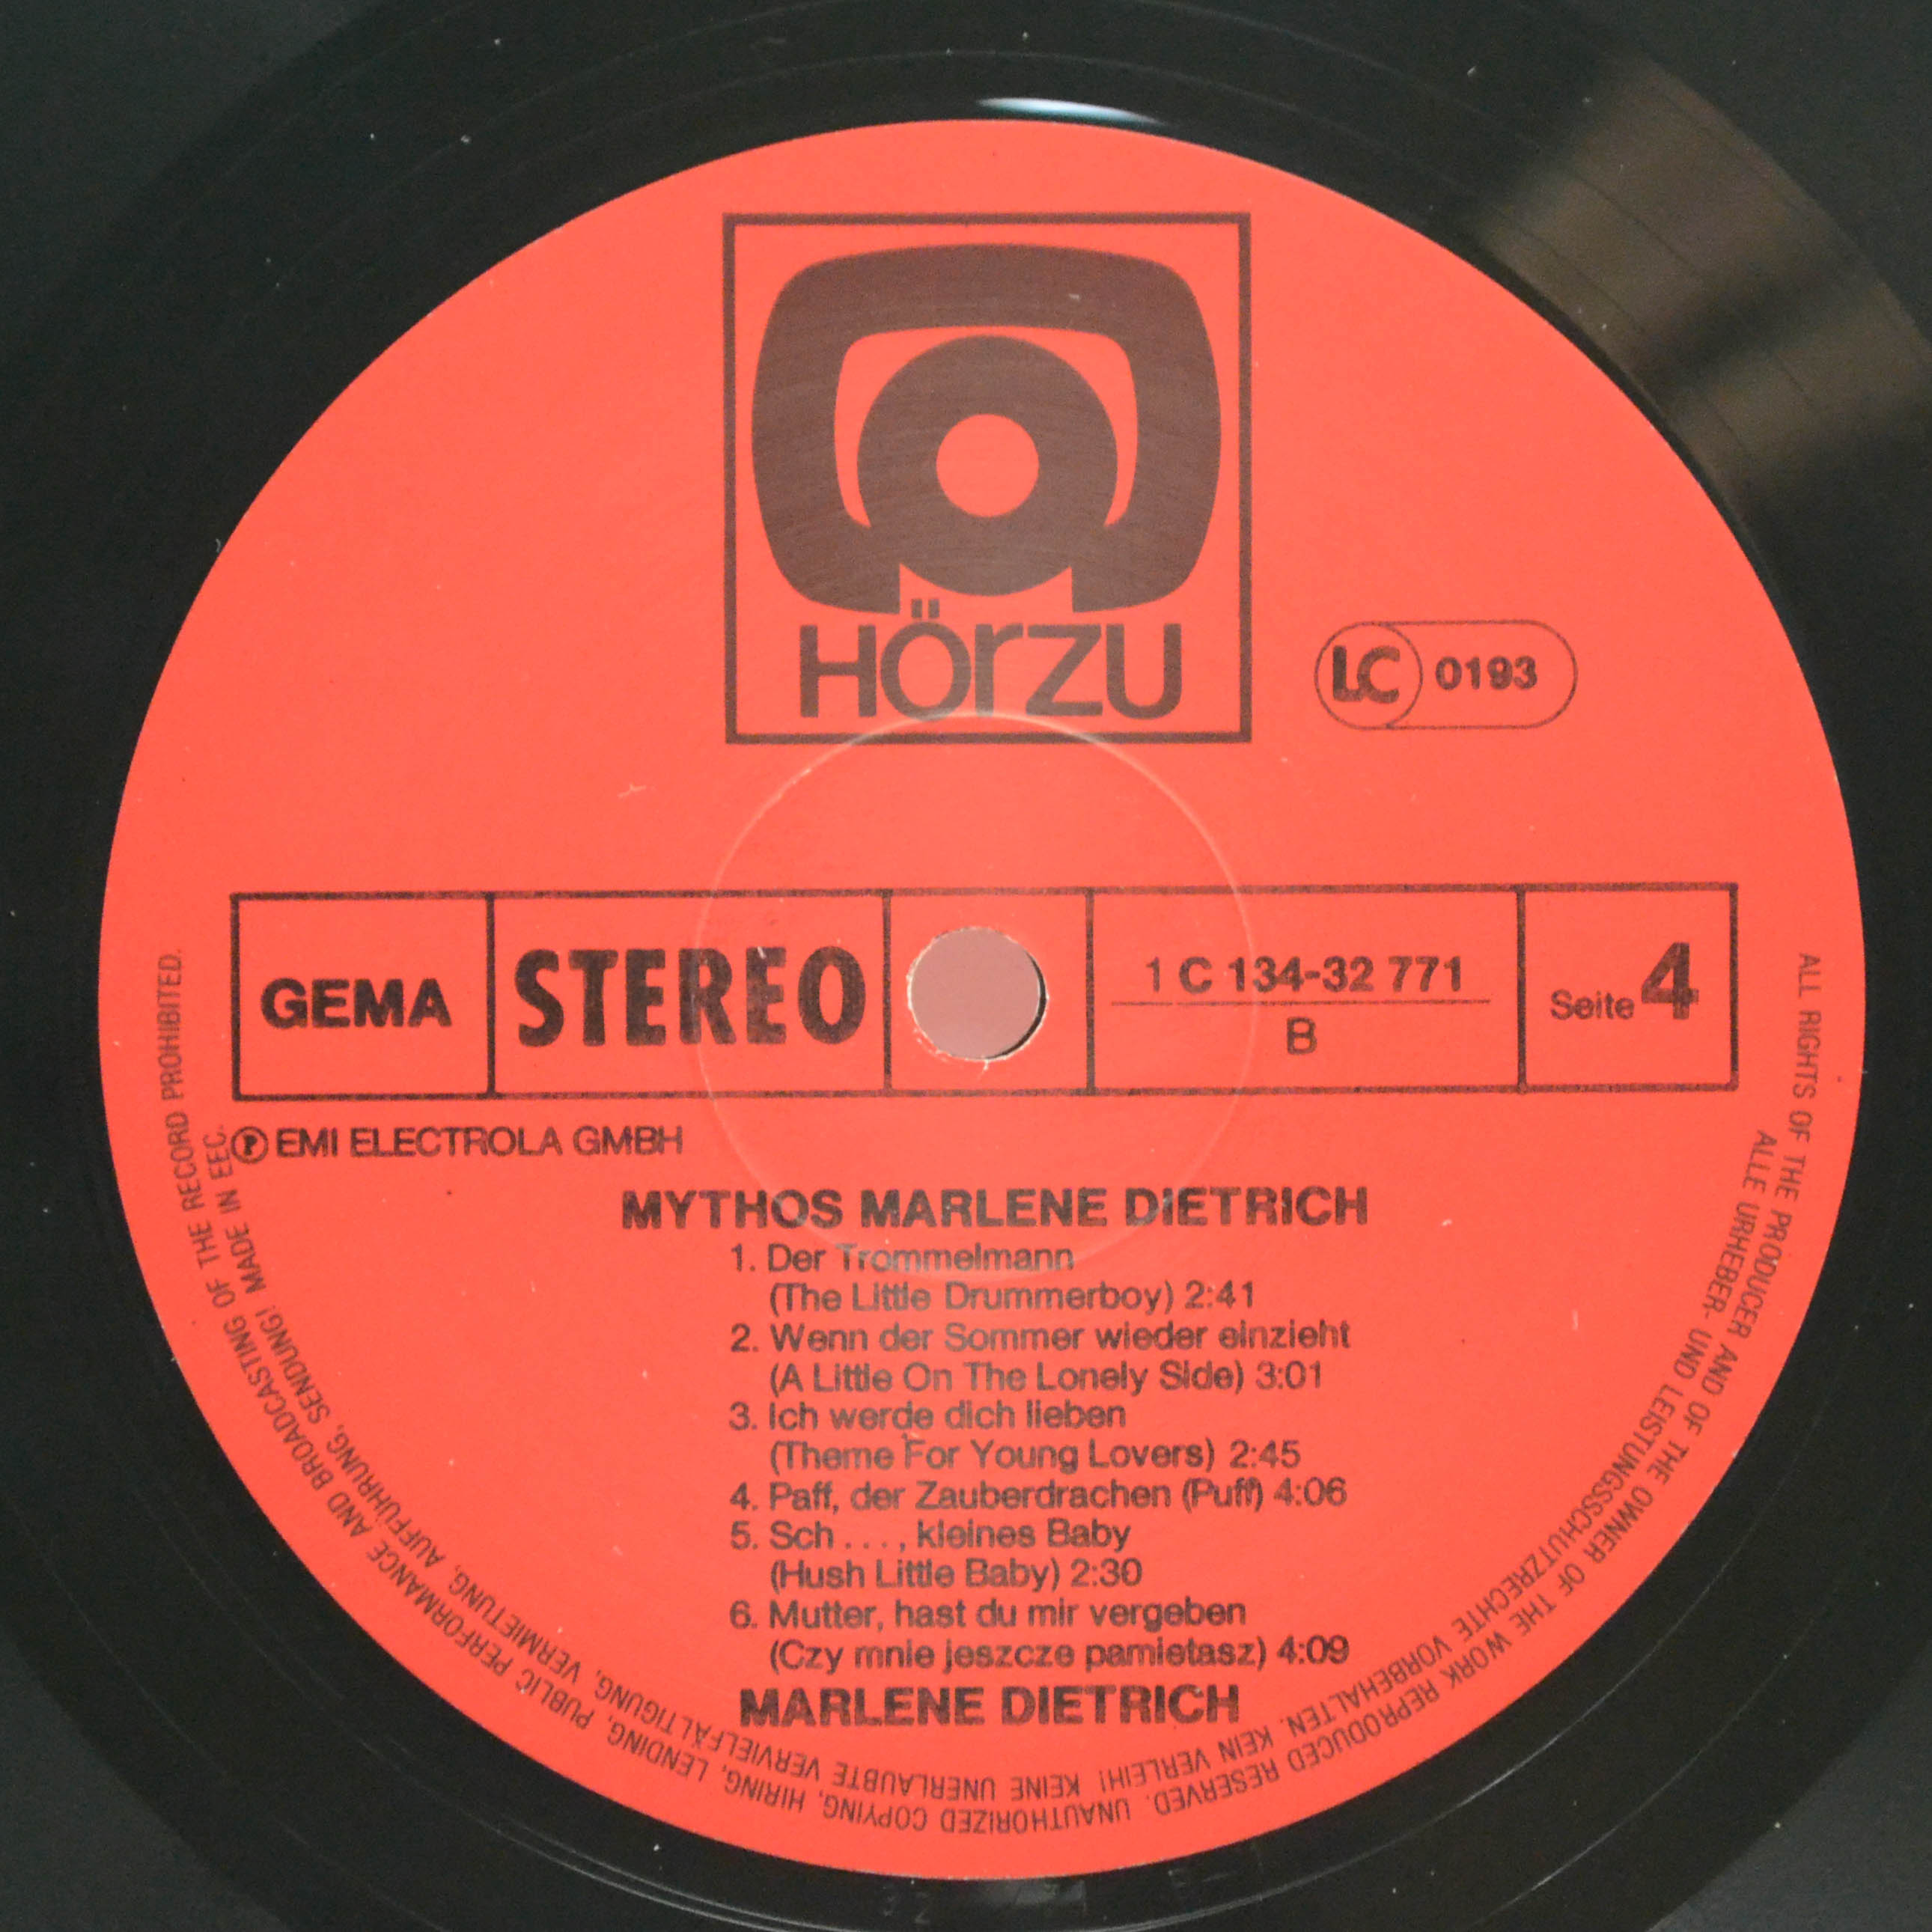 HÖRZU
LC 0193
GEMA
STEREO
1 C 134-32 771
B
Seite 4
Ⓟ EMI ELECTROLA GMBH
MYTHOS MARLENE DIETRICH
1. Der Trommelmann
(The Little Drummerboy) 2:41
2. Wenn der Sommer wieder einzieht
(A Little On The Lonely Side) 3:01
3. Ich werde dich lieben
(Theme For Young Lovers) 2:45
4. Paff, der Zauberdrachen (Puff) 4:06
5. Sch . . . , kleines Baby
(Hush Little Baby) 2:30
6. Mutter, hast du mir vergeben
(Czy mnie jeszcze pamietasz) 4:09
MARLENE DIETRICH
ALL RIGHTS OF THE PRODUCER AND OF THE OWNER OF THE WORK REPRODUCED RESERVED. UNAUTHORIZED COPYING, HIRING, LENDING, PUBLIC PERFORMANCE AND BROADCASTING OF THE RECORD PROHIBITED.
ALLE URHEBER- UND LEISTUNGSSCHUTZRECHTE VORBEHALTEN. KEIN VERLEIH! KEINE UNERLAUBTE VERVIELFÄLTIGUNG, VERMIETUNG, AUFFÜHRUNG, SENDUNG! MADE IN EEC.